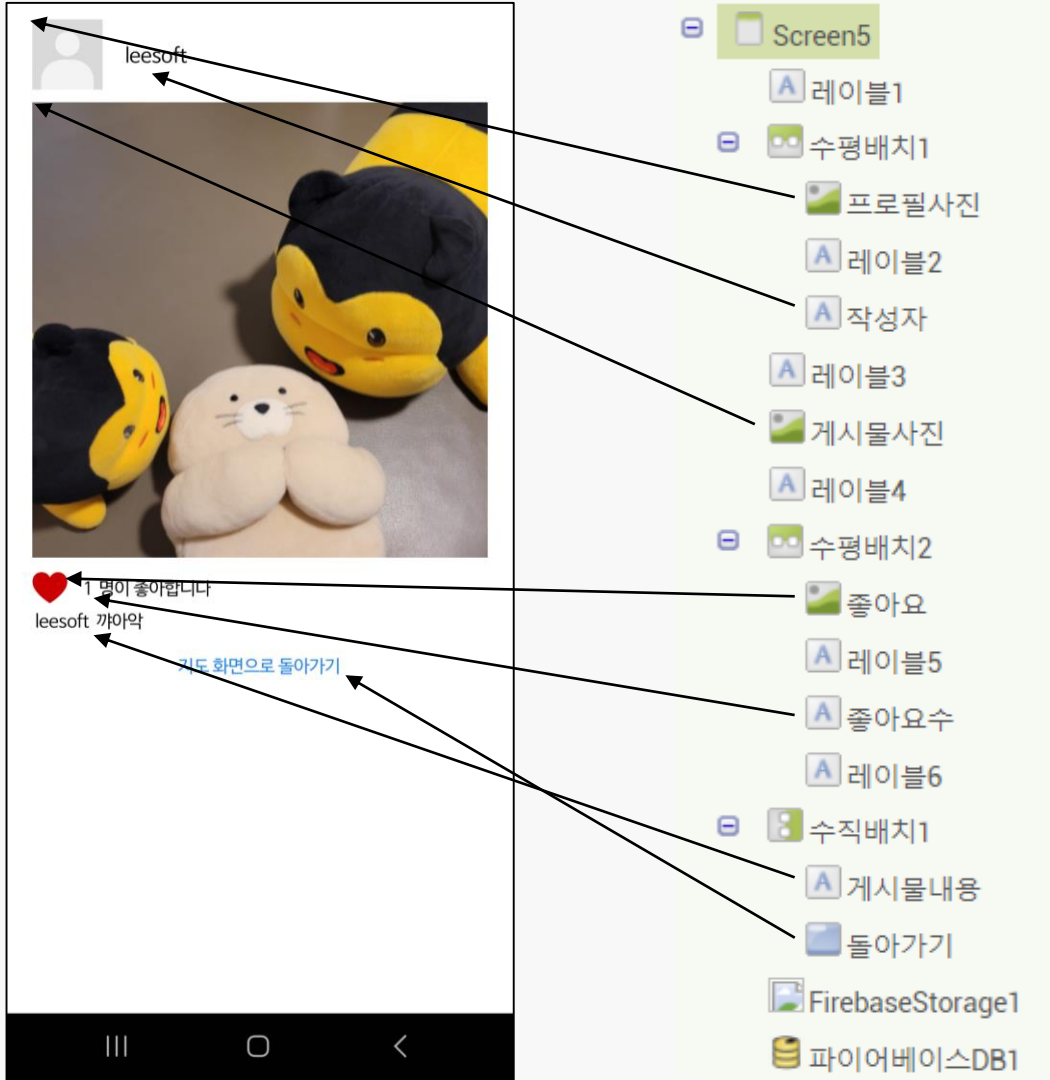 leesoft
1 명이 좋아합니다
leesoft 꺄아악
지도 화면으로 돌아가기
Screen5
A 레이블1
수평배치1
프로필사진
A 레이블2
A 작성자
A 레이블3
게시물사진
A 레이블4
수평배치2
좋아요
A 레이블5
A 좋아요수
A 레이블6
수직배치1
A 게시물내용
돌아가기
FirebaseStorage1
파이어베이스DB1